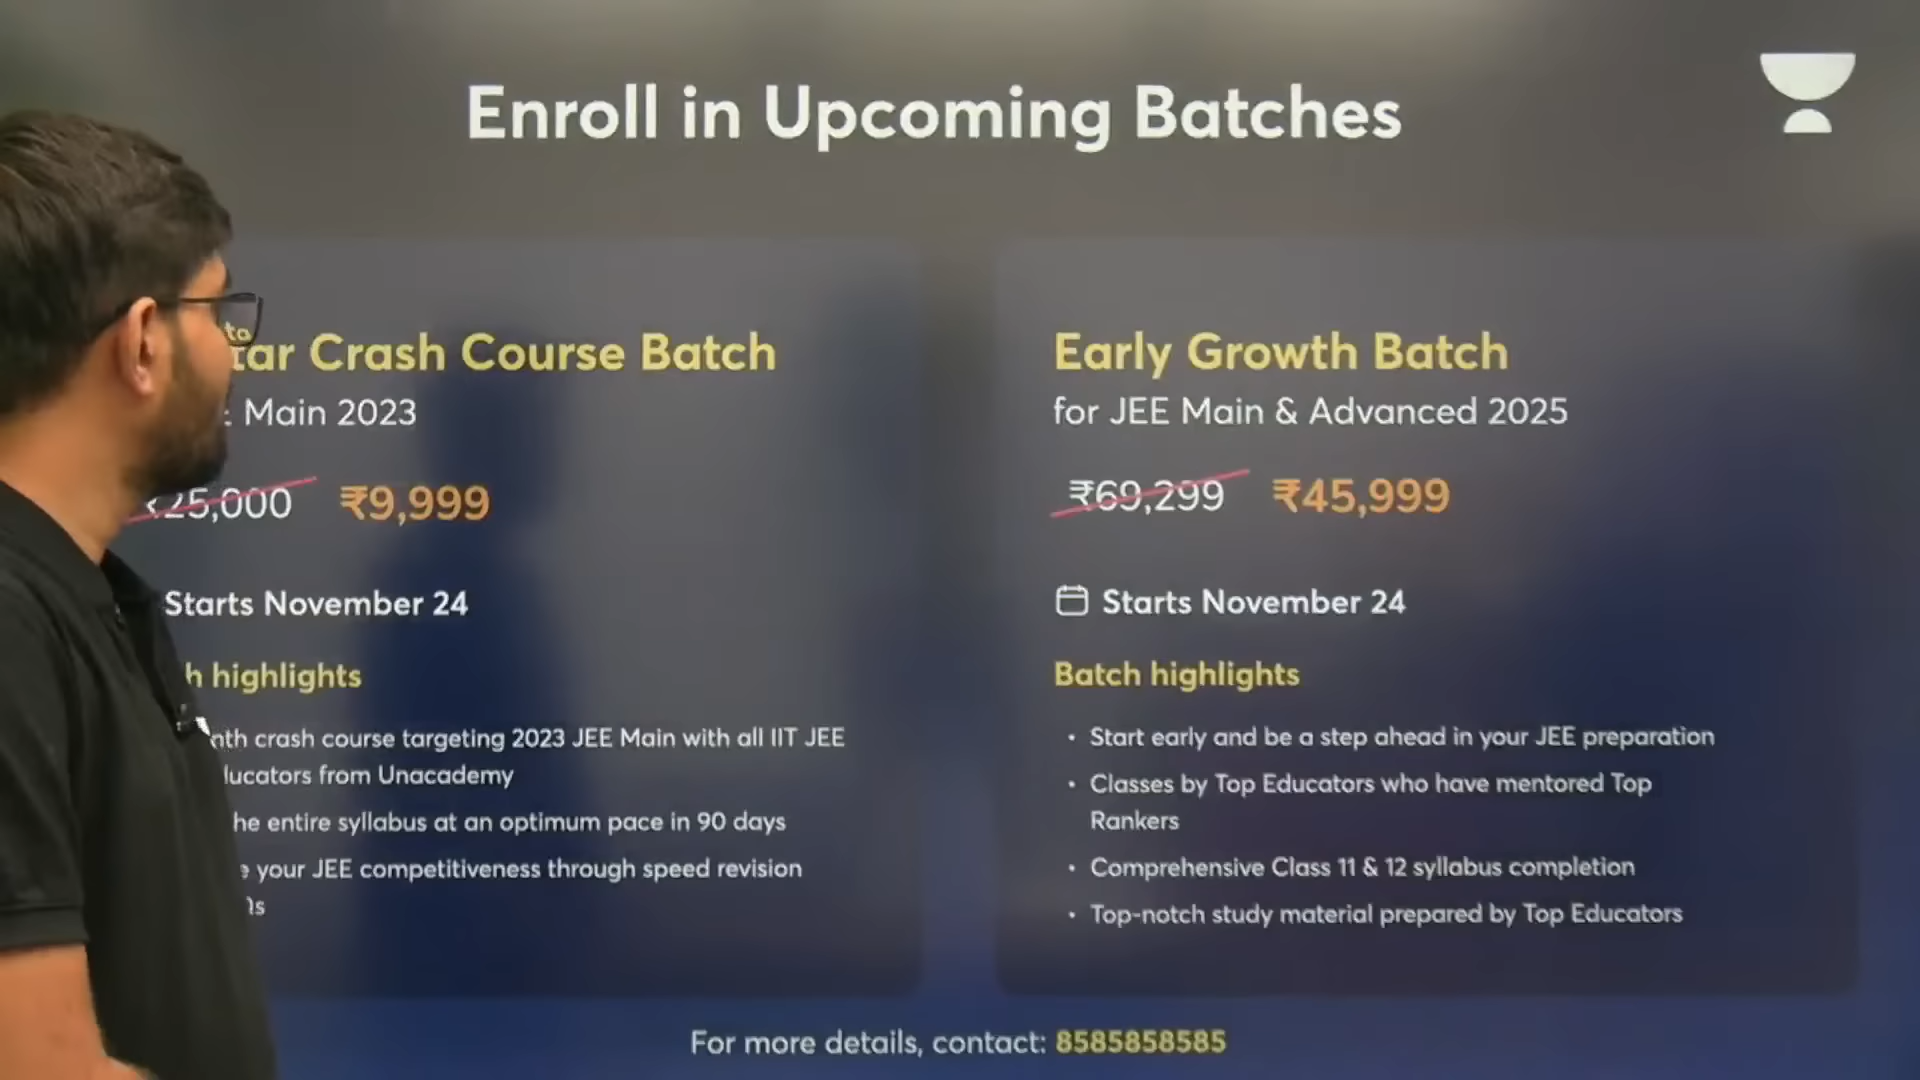 Enroll in Upcoming Batches
Crash Course Batch
Main 2023
₹25,000 ₹9,999
Starts November 24
highlights
crash course targeting 2023 JEE Main with all IIT JEE
from Unacademy
entire syllabus at an optimum pace in 90 days
your JEE competitiveness through speed revision
Early Growth Batch
for JEE Main & Advanced 2025
₹69,299 ₹45,999
Starts November 24
Batch highlights
• Start early and be a step ahead in your JEE preparation
• Classes by Top Educators who have mentored Top
Rankers
• Comprehensive Class 11 & 12 syllabus completion
• Top-notch study material prepared by Top Educators
For more details, contact: 8585858585